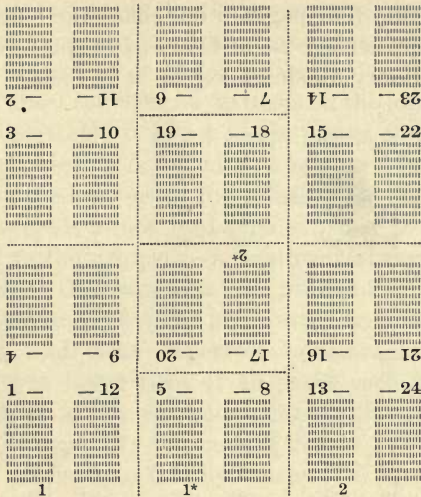 2 — — 11 6 — — 7 14 — — 23
3 — — 10 19 — — 18 15 — — 22
2*
4 — — 9 20 — — 17 16 — — 21
1 — — 12 5 — — 8 13 — — 24
1 1* 2